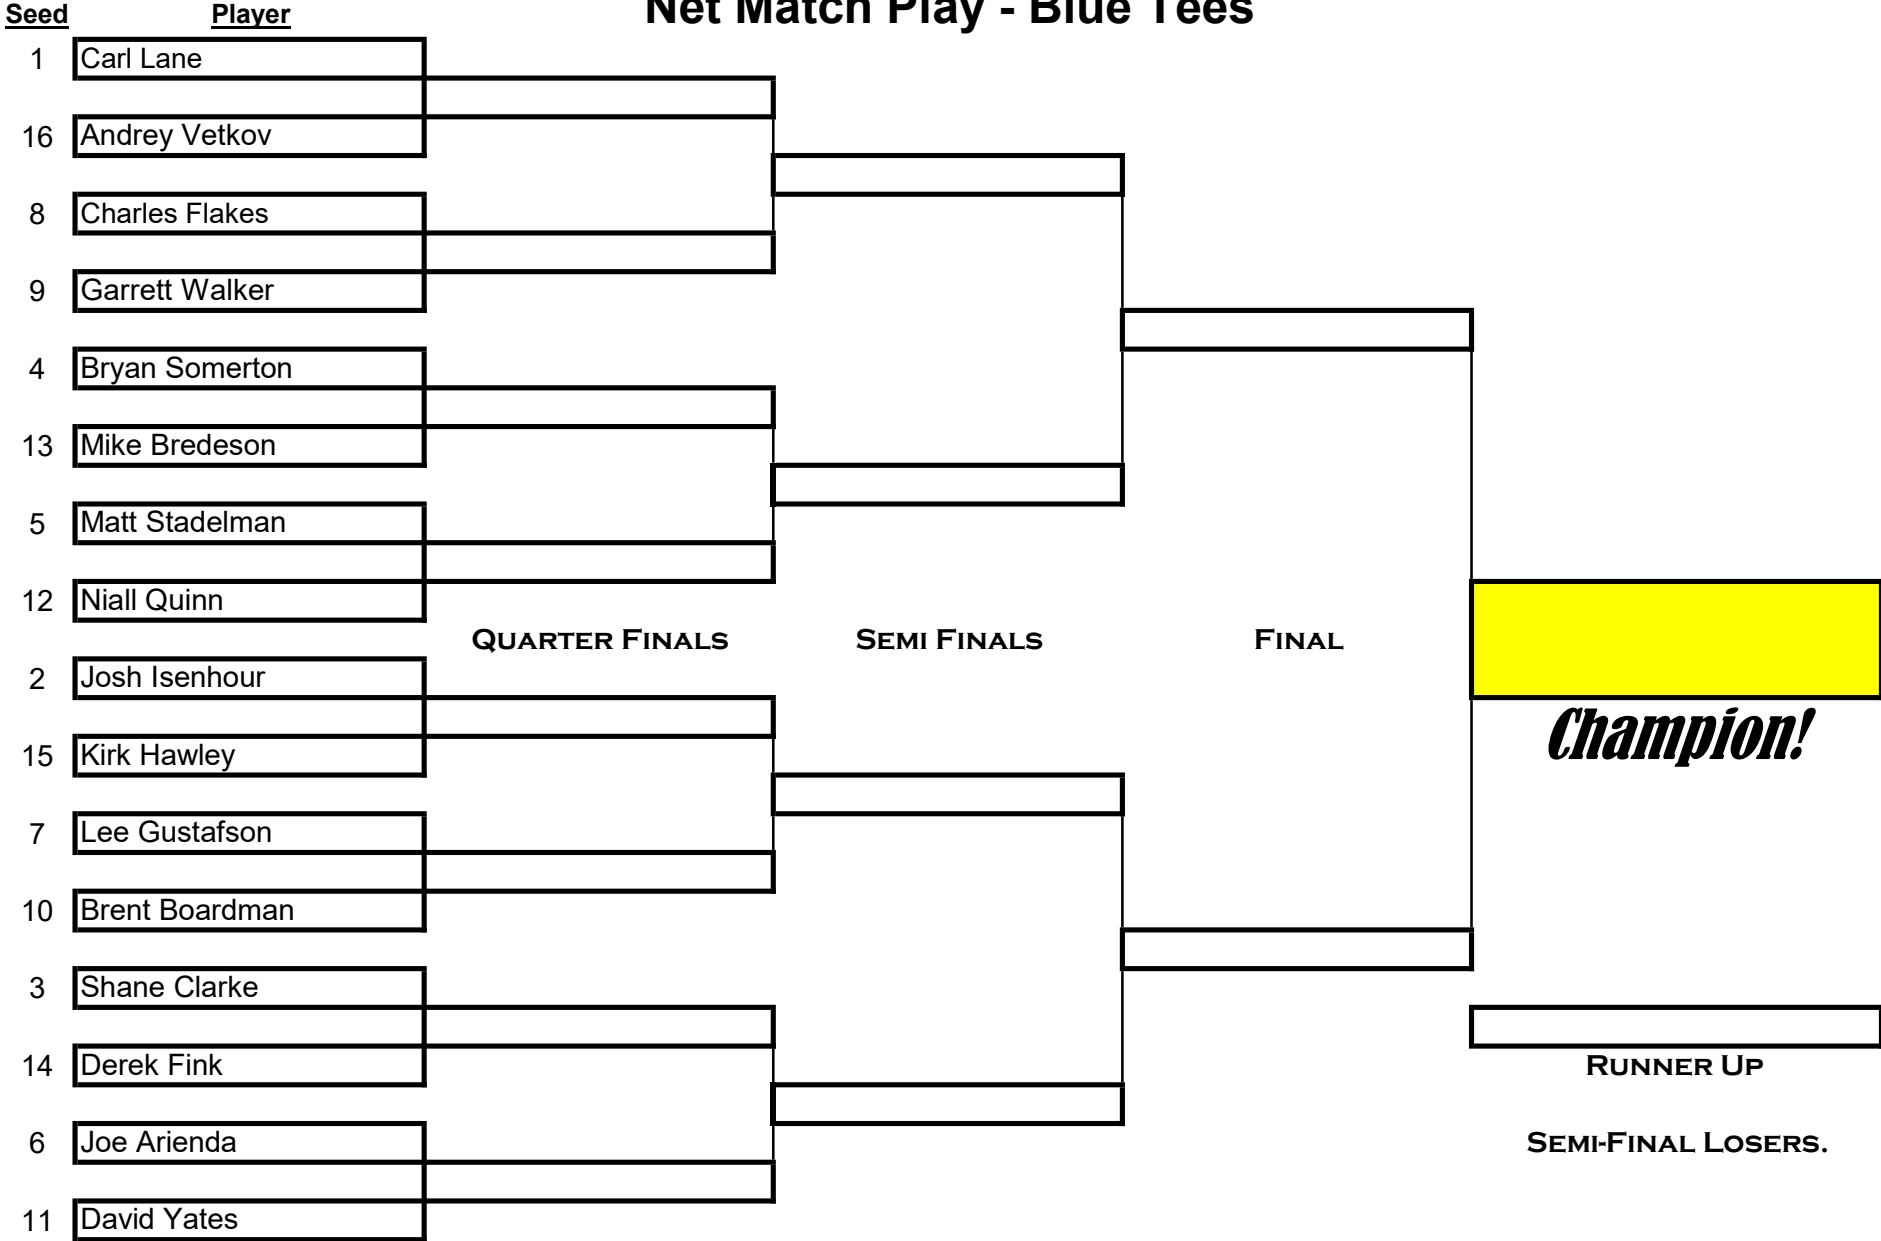 Net Match Play - Blue Tees
Seed Player
1 Carl Lane
16 Andrey Vetkov
8 Charles Flakes
9 Garrett Walker
4 Bryan Somerton
13 Mike Bredeson
5 Matt Stadelman
12 Niall Quinn
QUARTER FINALS SEMI FINALS FINAL
2 Josh Isenhour
15 Kirk Hawley
Champion!
7 Lee Gustafson
10 Brent Boardman
3 Shane Clarke
14 Derek Fink
RUNNER UP
6 Joe Arienda
SEMI-FINAL LOSERS.
11 David Yates